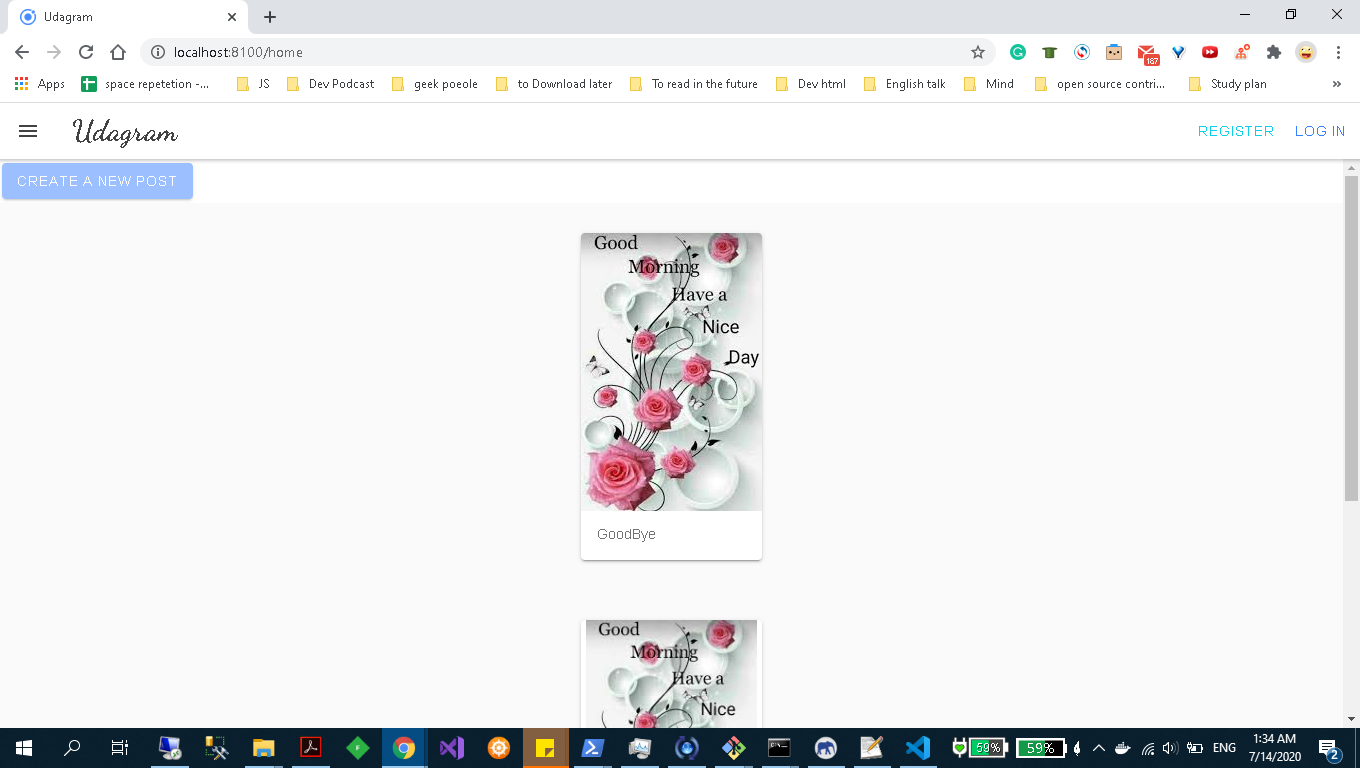 Udagram
localhost:8100/home
187
Apps
space repetetion -...
JS
Dev Podcast
geek poeole
to Download later
To read in the future
Dev html
English talk
Mind
open source contri...
Study plan
»
Udagram
REGISTER
LOG IN
CREATE A NEW POST
Good
Morning
Have a
Nice
Day
GoodBye
Good
Morning
Have a
Nice
59%
59%
ENG
1:34 AM
7/14/2020
2